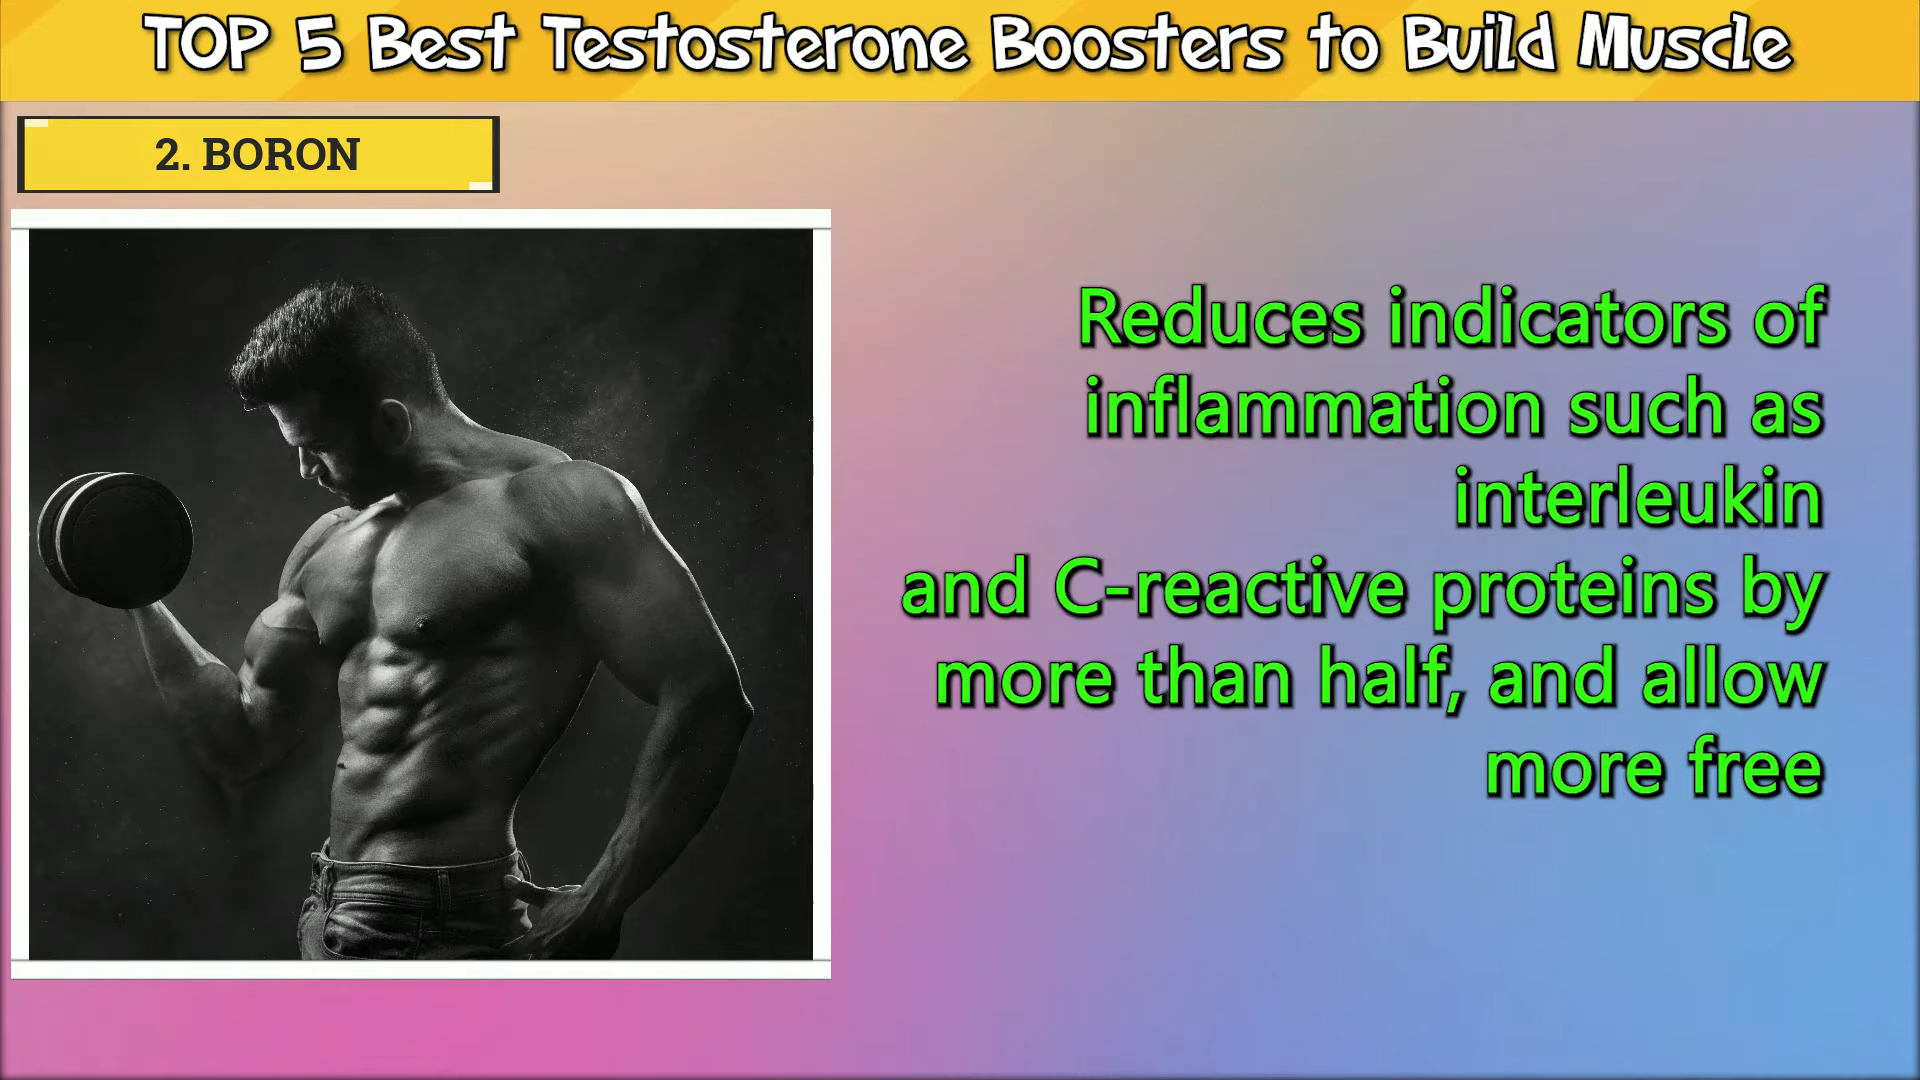 TOP 5 Best Testosterone Boosters to Build Muscle
2. BORON
Reduces indicators of
inflammation such as
interleukin
and C-reactive proteins by
more than half, and allow
more free